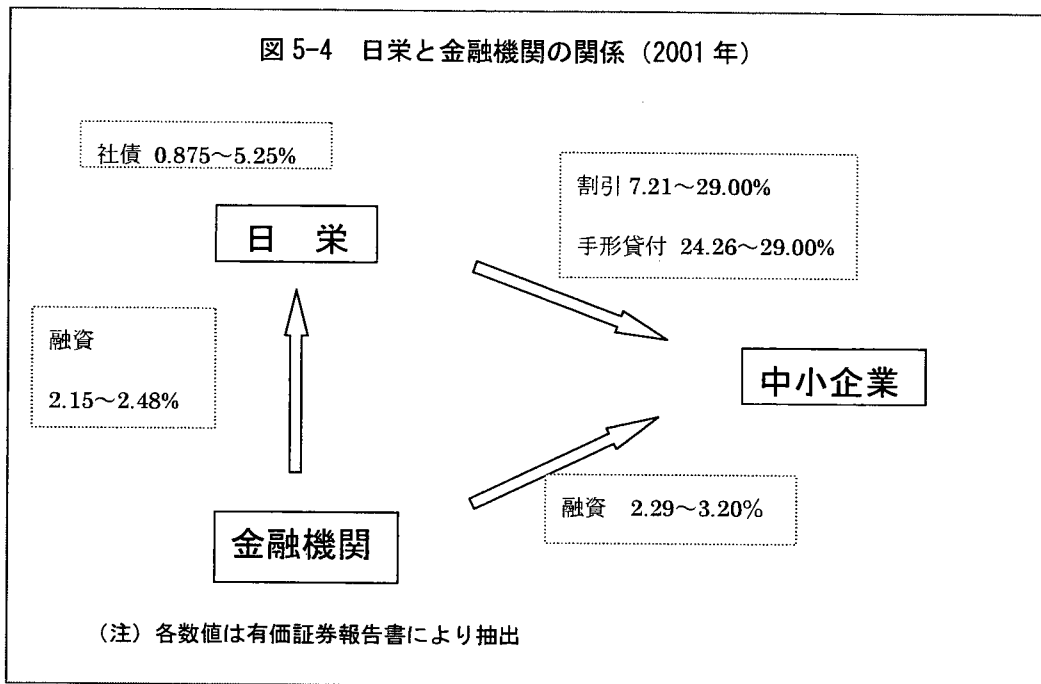 図 5-4　日栄と金融機関の関係（2001 年）
社債 0.875～5.25%
割引 7.21～29.00%
手形貸付 24.26～29.00%
日　栄
融資
2.15～2.48%
中小企業
融資　2.29～3.20%
金融機関
（注）各数値は有価証券報告書により抽出